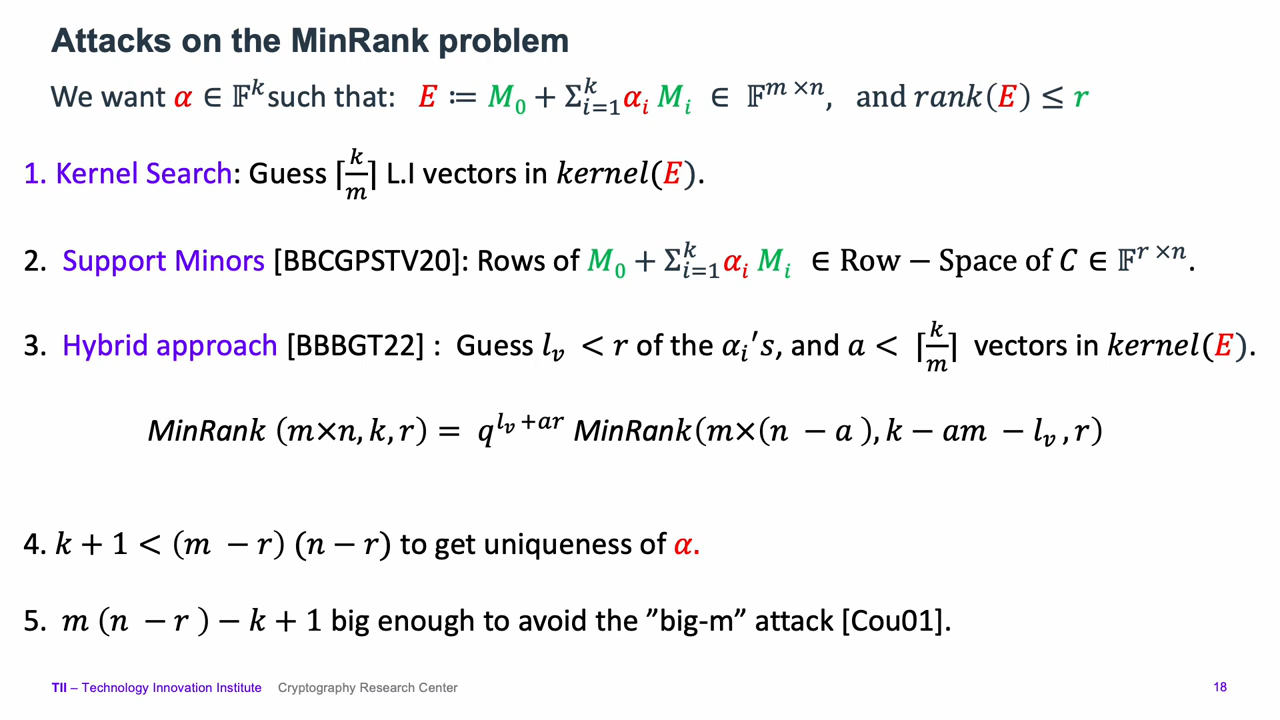 Attacks on the MinRank problem
We want α ∈ 𝔽^k such that: E ≔ M_0 + Σ_{i=1}^k α_i M_i ∈ 𝔽^{m×n}, and rank(E) ≤ r
1. Kernel Search: Guess ⌈k/m⌉ L.I vectors in kernel(E).
2. Support Minors [BBCGPSTV20]: Rows of M_0 + Σ_{i=1}^k α_i M_i ∈ Row − Space of C ∈ 𝔽^{r×n}.
3. Hybrid approach [BBBGT22] : Guess l_v < r of the α_i's, and a < ⌈k/m⌉ vectors in kernel(E).
MinRank (m×n, k, r) = q^{l_v+ar} MinRank(m×(n − a ), k − am − l_v , r)
4. k + 1 < (m − r) (n − r) to get uniqueness of α.
5. m (n − r ) − k + 1 big enough to avoid the ”big-m” attack [Cou01].
TII – Technology Innovation Institute Cryptography Research Center 18